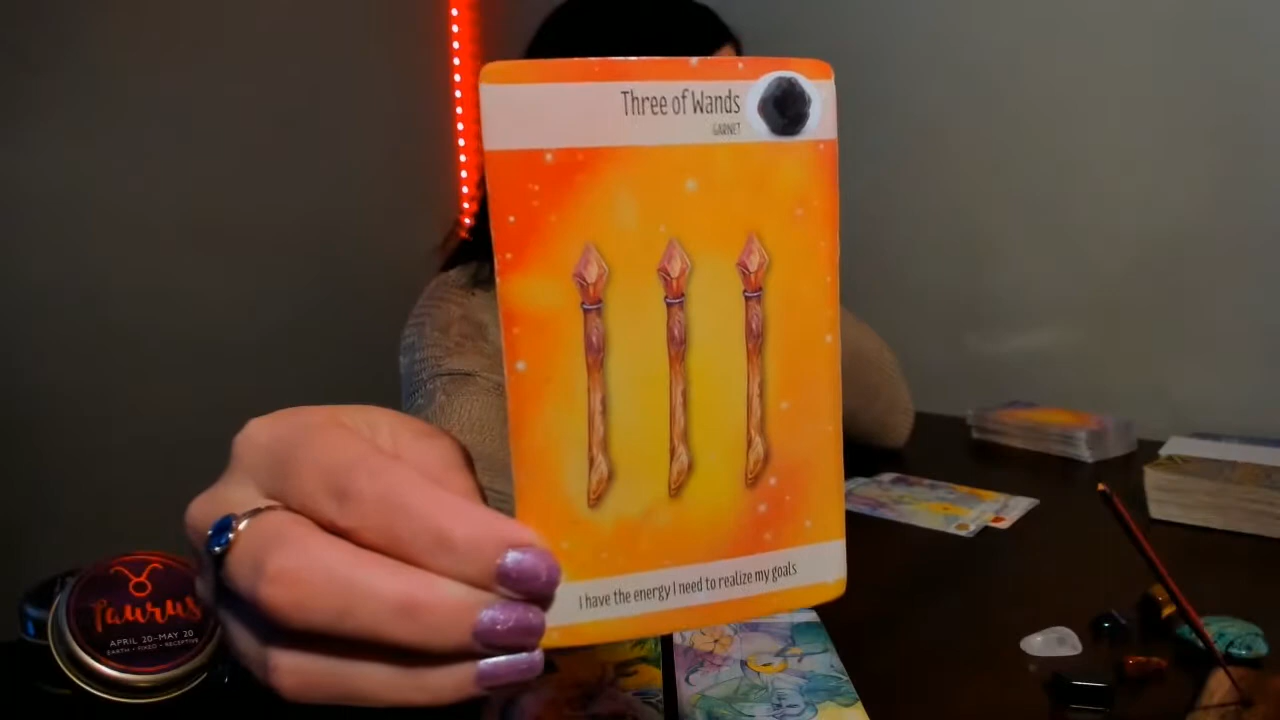 Three of Wands
GARNET
I have the energy I need to realize my goals
Taurus
APRIL 20-MAY 20
EARTH • FIXED • RECEPTIVE